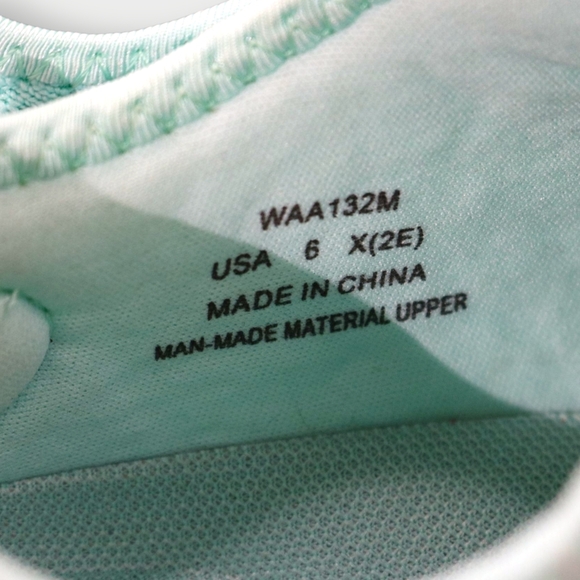 WAA132M
USA 6 X(2E)
MADE IN CHINA
MAN-MADE MATERIAL UPPER